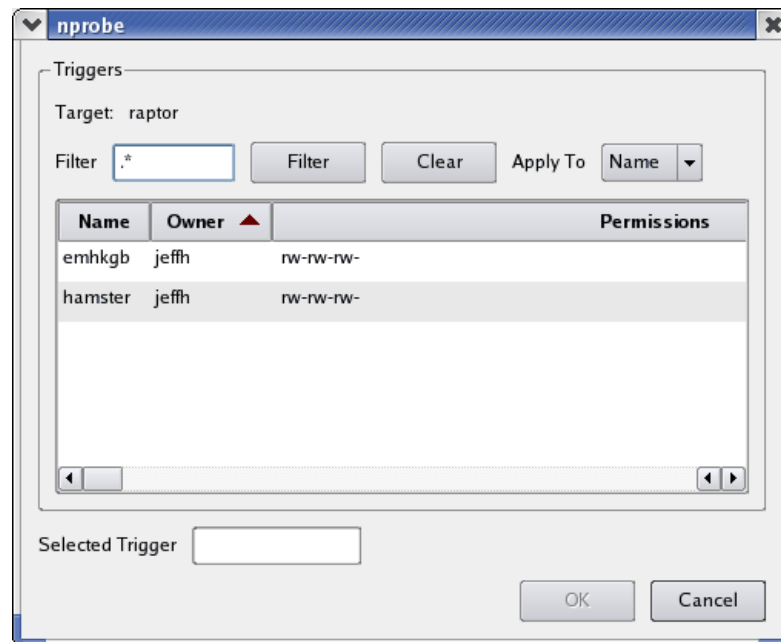 nprobe
Triggers
Target: raptor
Filter .* Filter Clear Apply To Name
Name Owner Permissions
emhkgb jeffh rw-rw-rw-
hamster jeffh rw-rw-rw-
Selected Trigger
OK Cancel